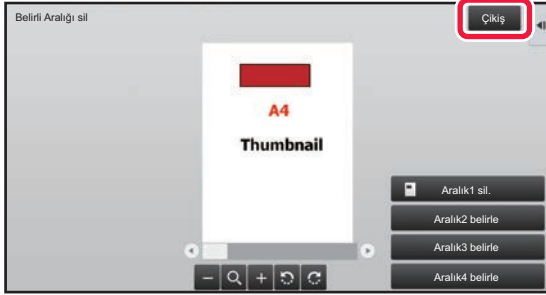 Belirli Aralığı sil
Çıkış
A4
Thumbnail
Aralık1 sil.
Aralık2 belirle
Aralık3 belirle
Aralık4 belirle